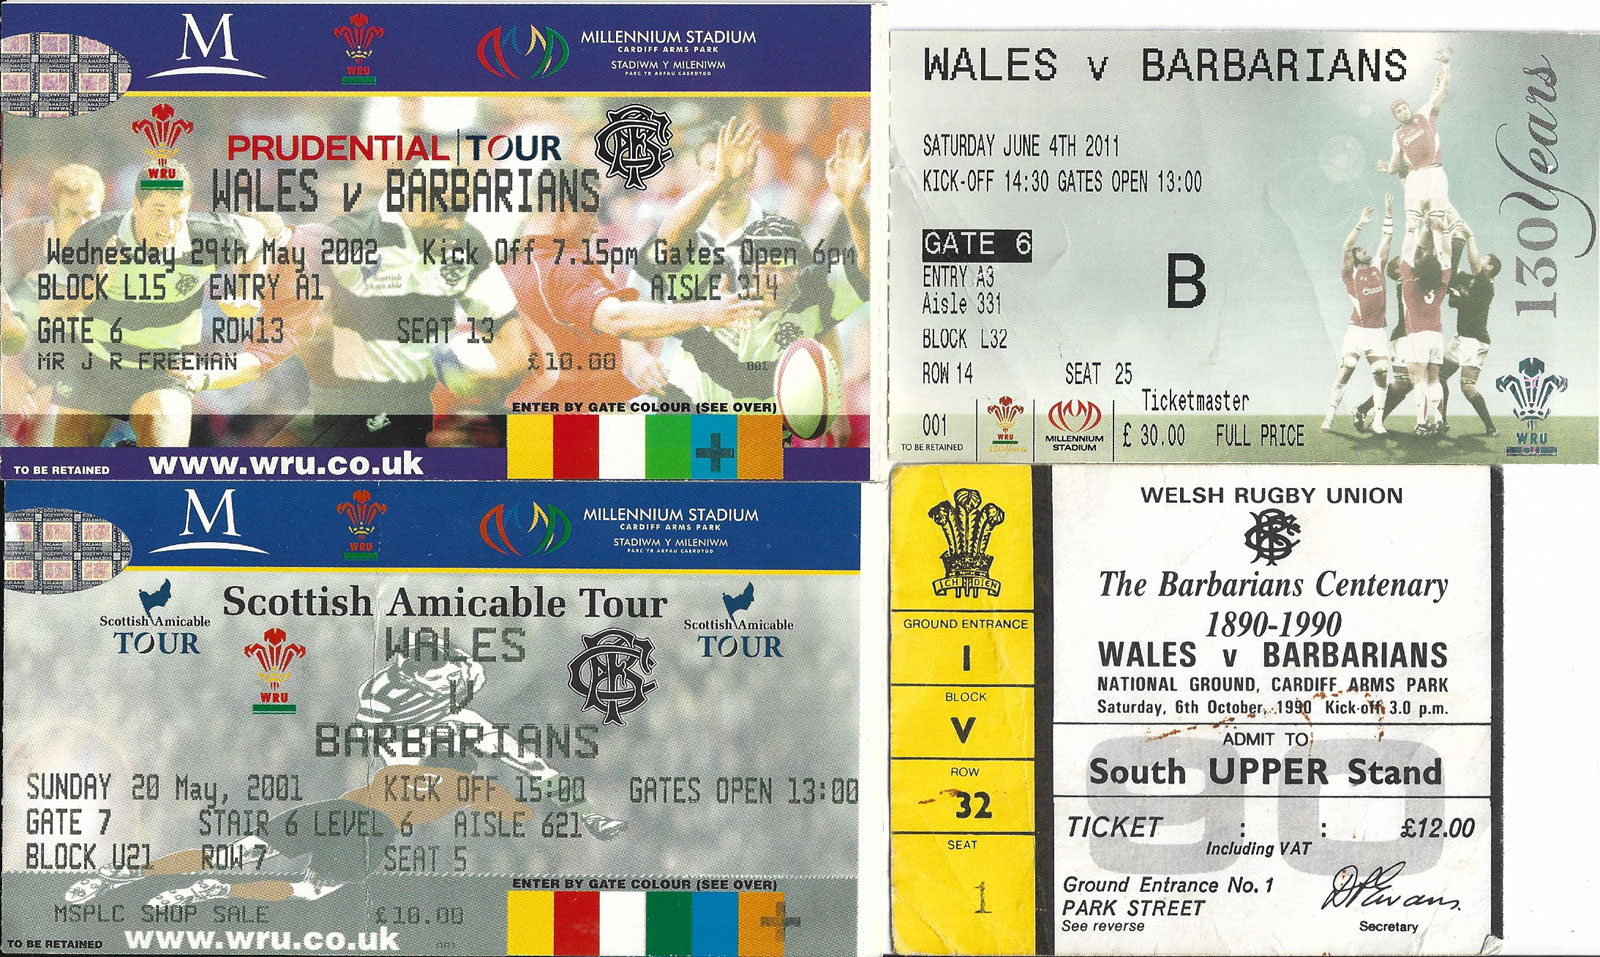 M
WRU
MILLENNIUM STADIUM
CARDIFF ARMS PARK
STADIWM Y MILENIWM
PARC YR ARFAU CAERDYDD
WRU
PRUDENTIAL | TOUR
WALES v BARBARIANS
Wednesday 29th May 2002 Kick Off 7.15pm Gates Open 6pm
BLOCK L15 ENTRY A1 AISLE 314
GATE 6 ROW13 SEAT 13
MR J R FREEMAN £10.00 001
ENTER BY GATE COLOUR (SEE OVER)
TO BE RETAINED www.wru.co.uk
M
WRU
MILLENNIUM STADIUM
CARDIFF ARMS PARK
STADIWM Y MILENIWM
PARC YR ARFAU CAERDYDD
Scottish Amicable Tour
Scottish Amicable
TOUR
Scottish Amicable
TOUR
WRU
WALES
V
BARBARIANS
SUNDAY 20 May, 2001 KICK OFF 15:00 GATES OPEN 13:00
GATE 7 STAIR 6 LEVEL 6 AISLE 621
BLOCK U21 ROW 7 SEAT 5
ENTER BY GATE COLOUR (SEE OVER)
MSPLC SHOP SALE £10.00
001
TO BE RETAINED www.wru.co.uk
WALES v BARBARIANS
SATURDAY JUNE 4TH 2011
KICK-OFF 14:30 GATES OPEN 13:00
GATE 6
ENTRY A3
Aisle 331
B
BLOCK L32
ROW 14 SEAT 25
Ticketmaster
001
£ 30.00 FULL PRICE
TO BE RETAINED
WRU
MILLENNIUM
STADIUM
130 Years
WRU
ICH DIEN
GROUND ENTRANCE
I
BLOCK
V
ROW
32
SEAT
1
WELSH RUGBY UNION
The Barbarians Centenary
1890-1990
WALES v BARBARIANS
NATIONAL GROUND, CARDIFF ARMS PARK
Saturday, 6th October, 1990 Kick-off 3.0 p.m.
ADMIT TO
90
South UPPER Stand
TICKET : : £12.00
Including VAT
Ground Entrance No. 1
PARK STREET
See reverse
Secretary